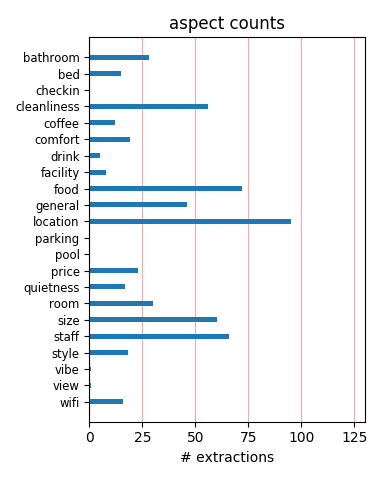 aspect counts
bathroom
bed
checkin
cleanliness
coffee
comfort
drink
facility
food
general
location
parking
pool
price
quietness
room
size
staff
style
vibe
view
wifi
0 25 50 75 100 125
# extractions